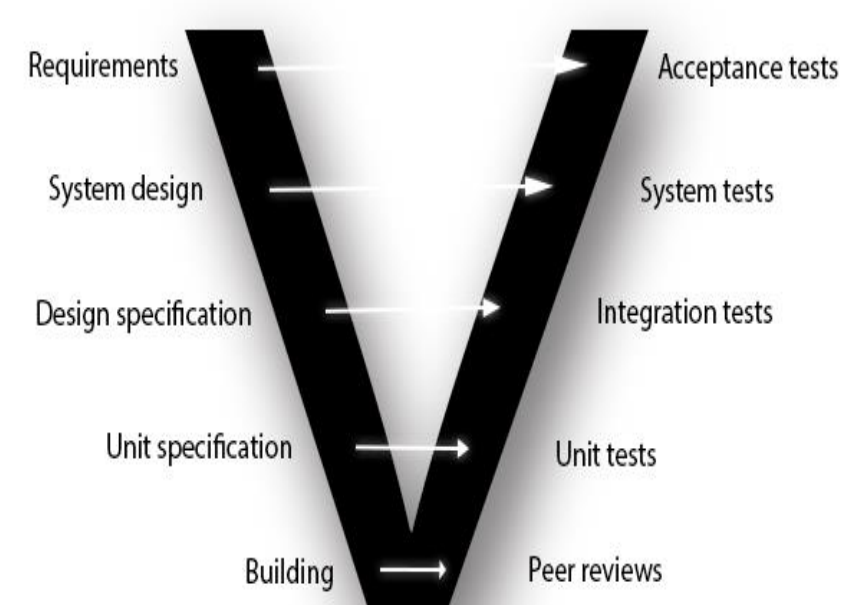 Requirements
Acceptance tests
System design
System tests
Design specification
Integration tests
Unit specification
Unit tests
Building
Peer reviews